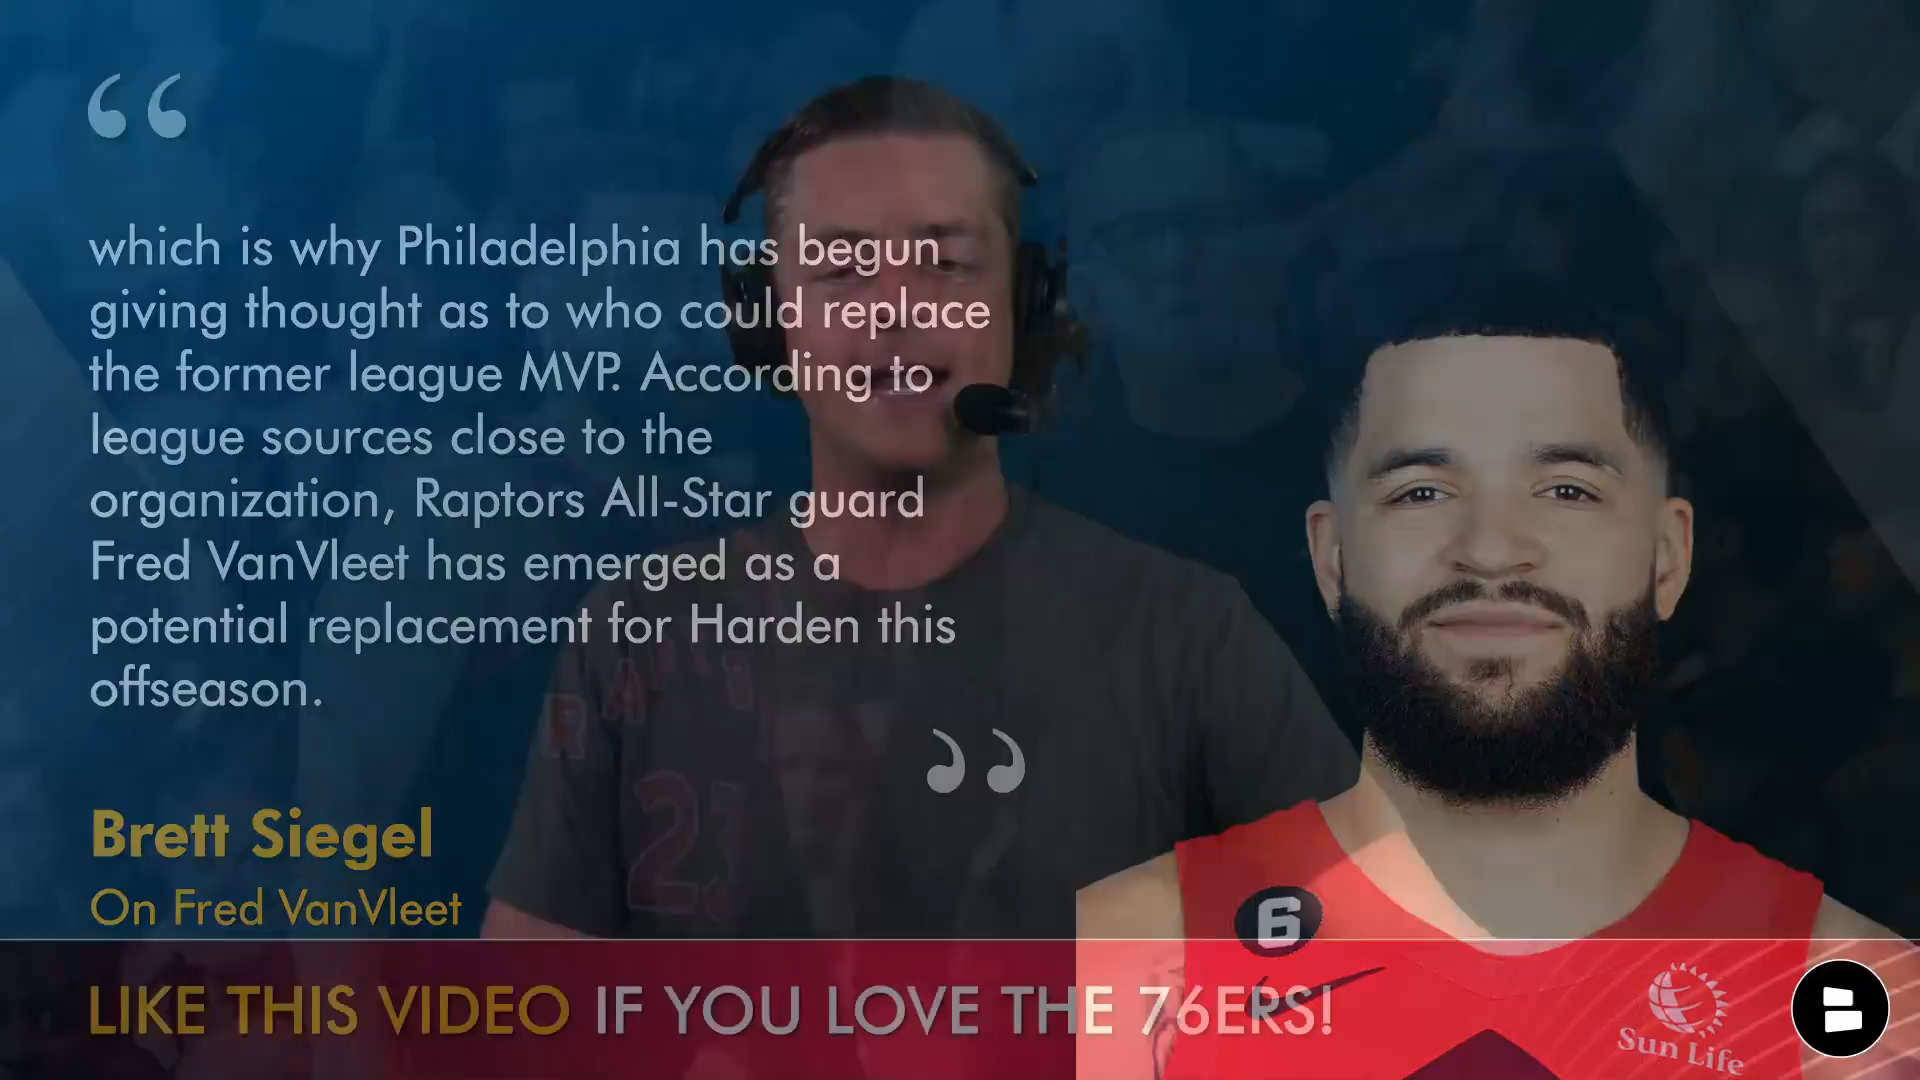 “
which is why Philadelphia has begun
giving thought as to who could replace
the former league MVP. According to
league sources close to the
organization, Raptors All-Star guard
Fred VanVleet has emerged as a
potential replacement for Harden this
offseason.
”
Brett Siegel
On Fred VanVleet
6
Sun Life
LIKE THIS VIDEO IF YOU LOVE THE 76ERS!